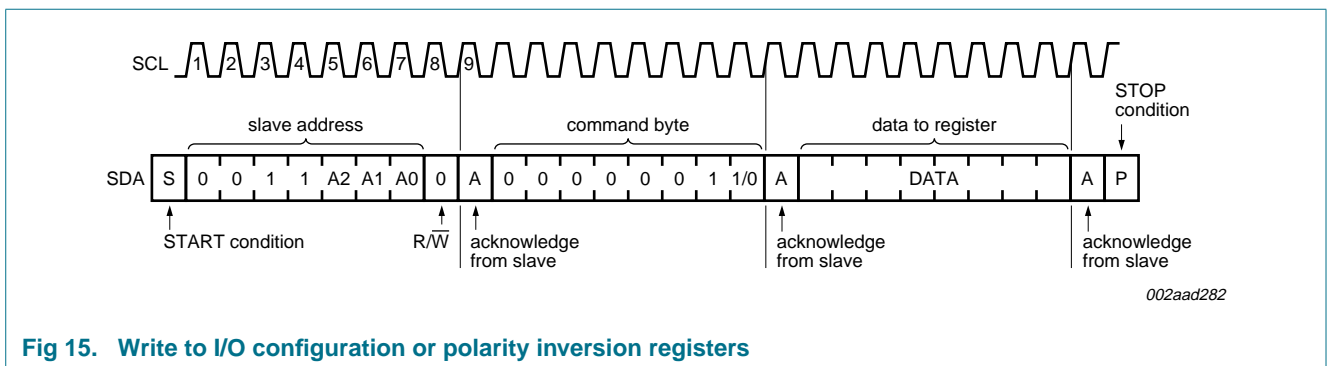 SCL 1 2 3 4 5 6 7 8 9
STOP
condition
slave address command byte data to register
SDA S 0 0 1 1 A2 A1 A0 0 A 0 0 0 0 0 0 1 1/0 A DATA A P
START condition R/W̅ acknowledge acknowledge acknowledge
from slave from slave from slave
002aad282
Fig 15. Write to I/O configuration or polarity inversion registers